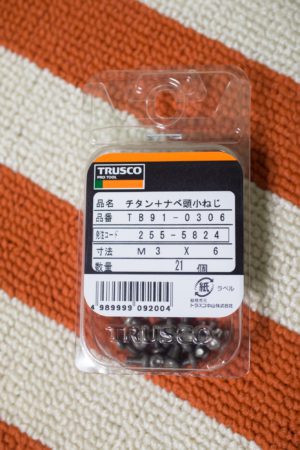 TRUSCO
PRO TOOL
品名 チタン+ナベ頭小ねじ
品番 TB91-0306
発注コード 255-5824
寸法 M3 X 6
数量 21 個
4 989999 092004
紙 ラベル
トラスコ中山株式会社
TRUSCO